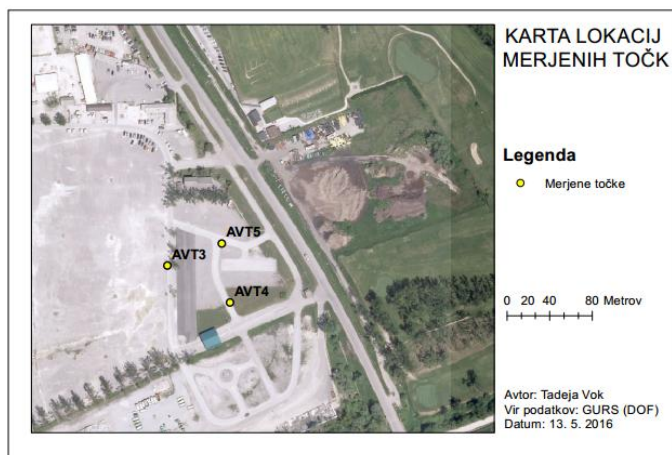 KARTA LOKACIJ
MERJENIH TOČK
Legenda
Merjene točke
AVT5
AVT3
AVT4
0 20 40 80 Metrov
Avtor: Tadeja Vok
Vir podatkov: GURS (DOF)
Datum: 13. 5. 2016